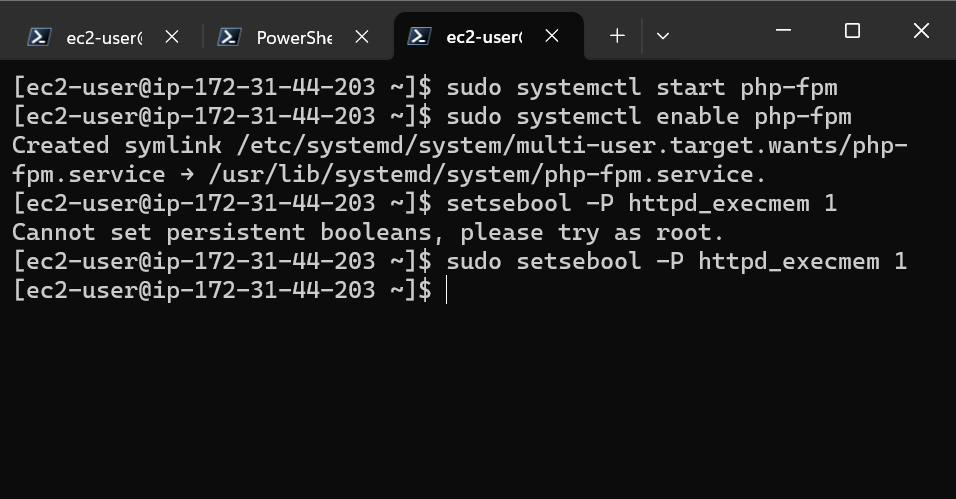 ec2-user(
PowerShe
ec2-user(
[ec2-user@ip-172-31-44-203 ~]$ sudo systemctl start php-fpm
[ec2-user@ip-172-31-44-203 ~]$ sudo systemctl enable php-fpm
Created symlink /etc/systemd/system/multi-user.target.wants/php-
fpm.service → /usr/lib/systemd/system/php-fpm.service.
[ec2-user@ip-172-31-44-203 ~]$ setsebool -P httpd_execmem 1
Cannot set persistent booleans, please try as root.
[ec2-user@ip-172-31-44-203 ~]$ sudo setsebool -P httpd_execmem 1
[ec2-user@ip-172-31-44-203 ~]$